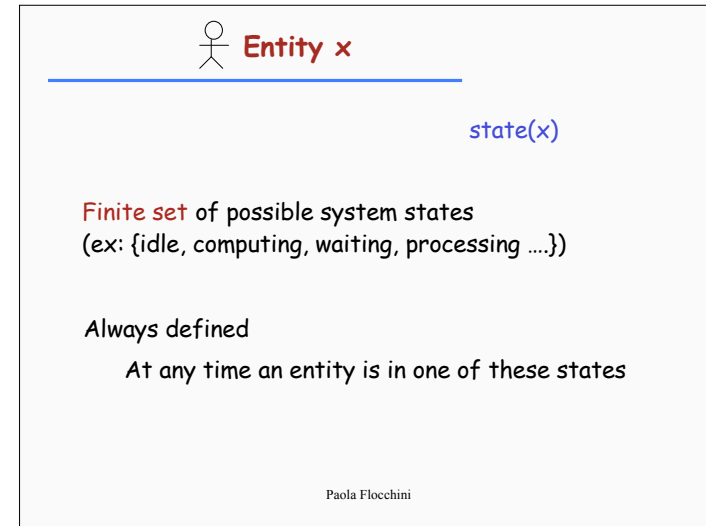 Entity x
state(x)
Finite set of possible system states
(ex: {idle, computing, waiting, processing ....})
Always defined
At any time an entity is in one of these states
Paola Flocchini